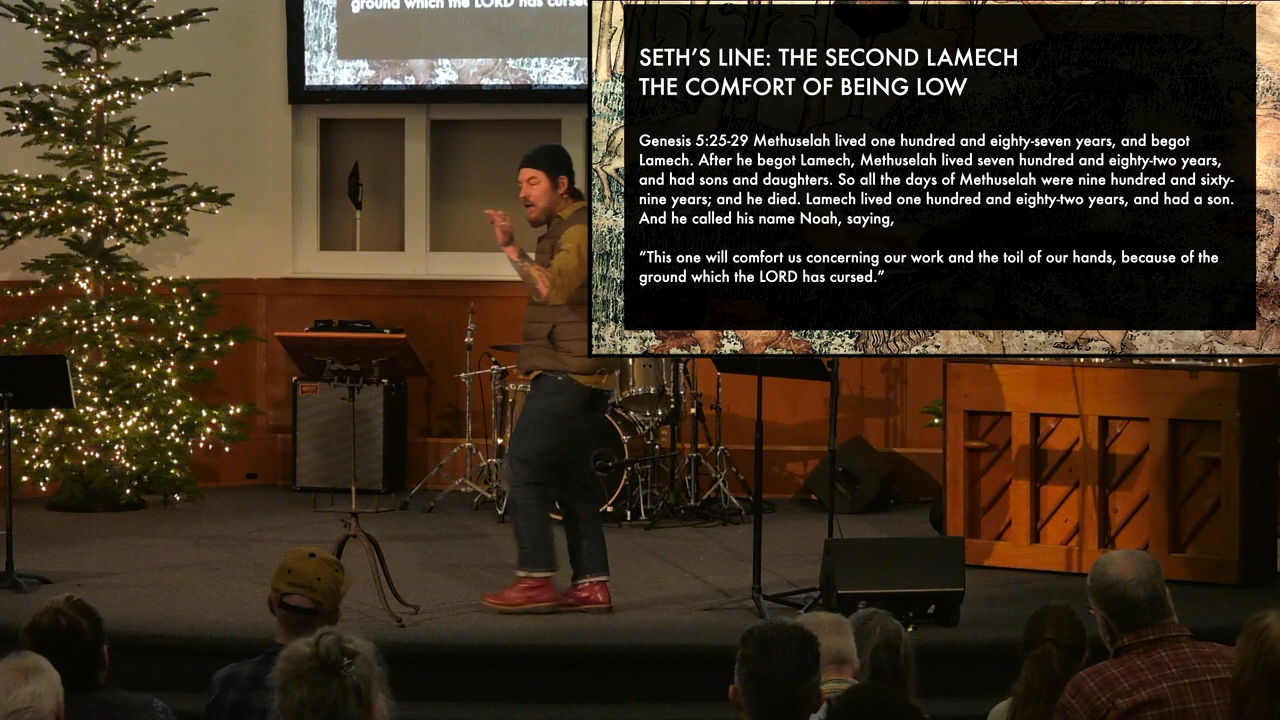 ground which the LORD has cursed
SETH'S LINE: THE SECOND LAMECH
THE COMFORT OF BEING LOW
Genesis 5:25-29 Methuselah lived one hundred and eighty-seven years, and begot
Lamech. After he begot Lamech, Methuselah lived seven hundred and eighty-two years,
and had sons and daughters. So all the days of Methuselah were nine hundred and sixty-
nine years; and he died. Lamech lived one hundred and eighty-two years, and had a son.
And he called his name Noah, saying,
“This one will comfort us concerning our work and the toil of our hands, because of the
ground which the LORD has cursed.”